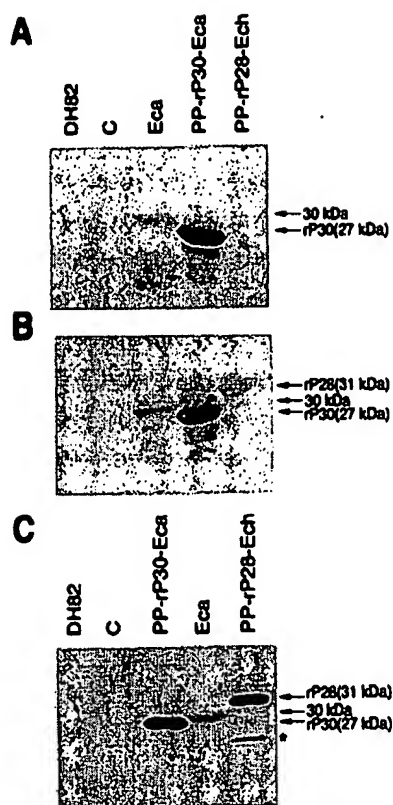 A
DH82
C
Eca
PP-rP30-Eca
PP-rP28-Ech
30 kDa
rP30(27 kDa)
B
rP28(31 kDa)
30 kDa
rP30(27 kDa)
C
DH82
C
PP-rP30-Eca
Eca
PP-rP28-Ech
rP28(31 kDa)
30 kDa
rP30(27 kDa)
*